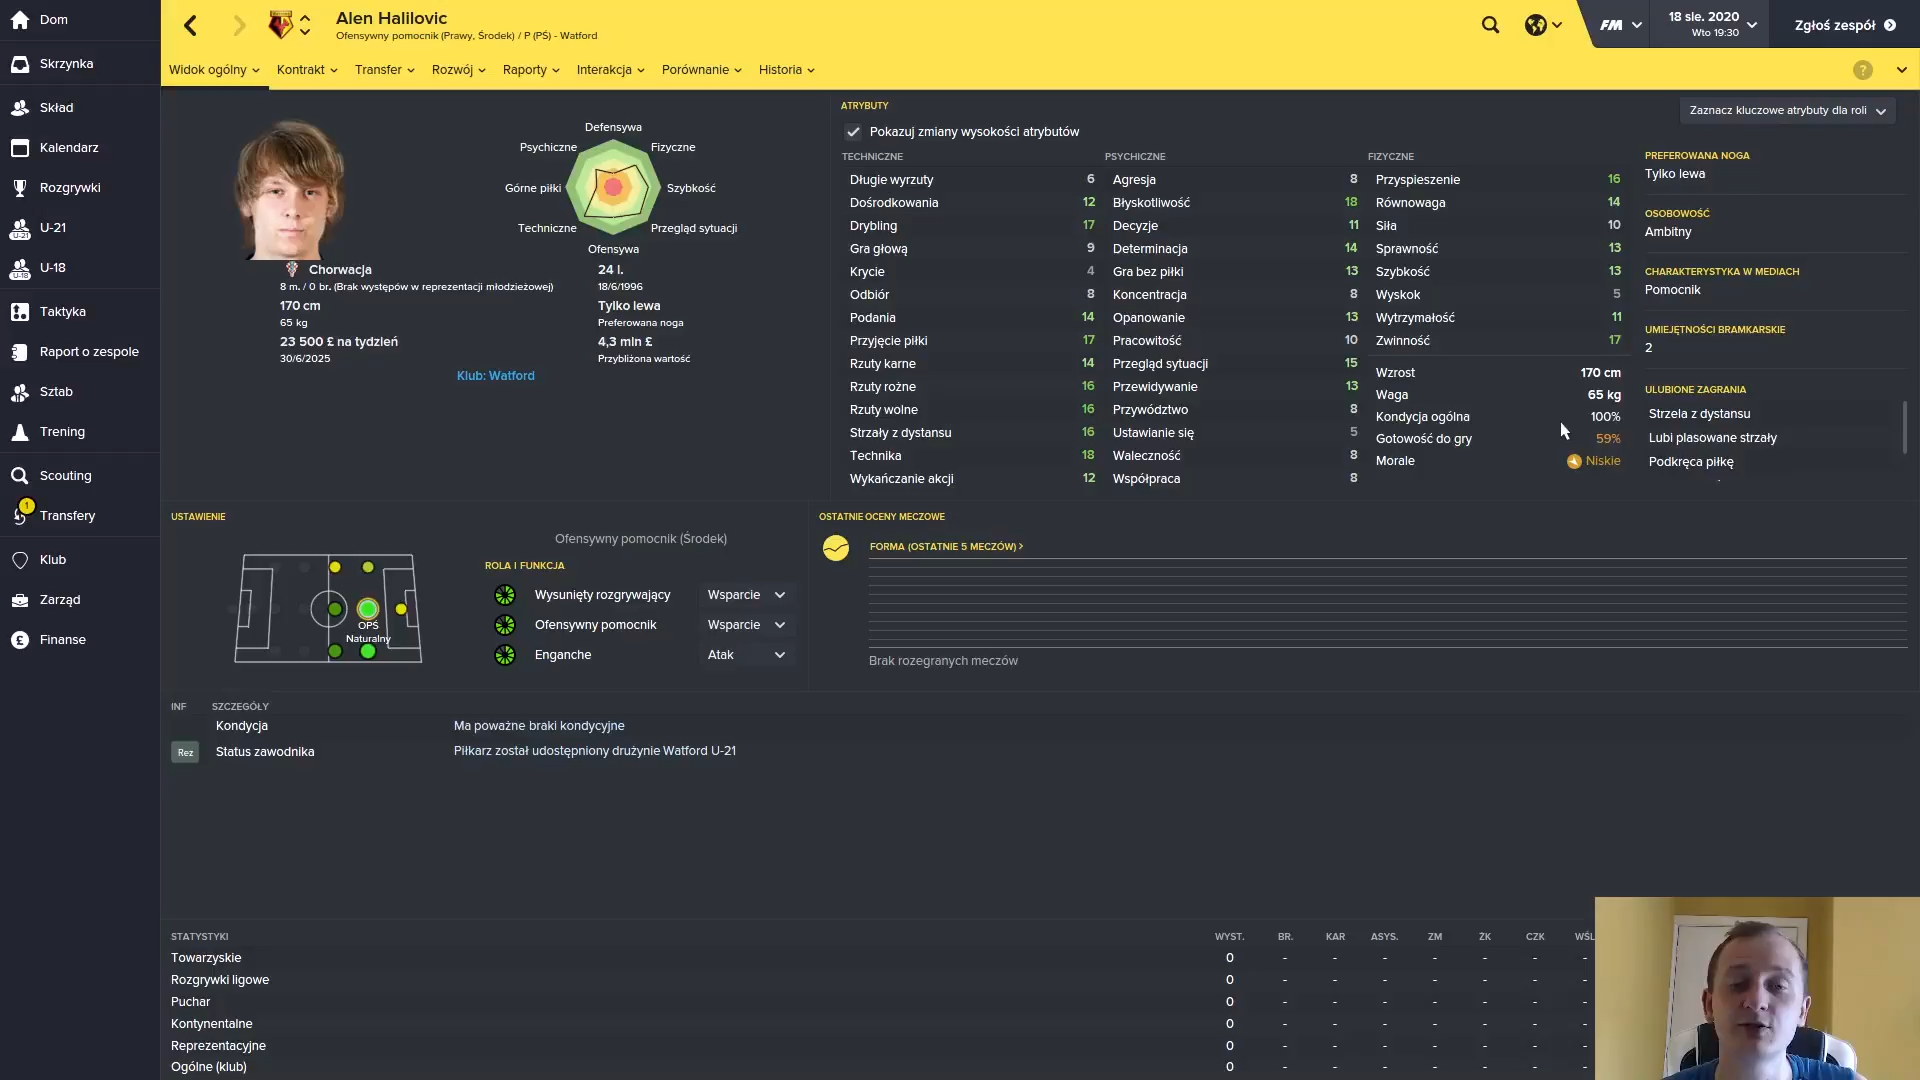 Dom
Skrzynka
Skład
Kalendarz
Rozgrywki
U-21
U-18
Taktyka
Raport o zespole
Sztab
Trening
Scouting
1
Transfery
Klub
Zarząd
Finanse
Alen Halilovic
Ofensywny pomocnik (Prawy, Środek) / P (PŚ) - Watford
FM
18 sie. 2020
Wto 19:30
Zgłoś zespół
Widok ogólny
Kontrakt
Transfer
Rozwój
Raporty
Interakcja
Porównanie
Historia
?
Defensywa
Psychiczne
Fizyczne
Górne piłki
Szybkość
Techniczne
Przegląd sytuacji
Ofensywa
Chorwacja
8 m. / 0 br. (Brak występów w reprezentacji młodzieżowej)
170 cm
65 kg
23 500 £ na tydzień
30/6/2025
24 l.
18/6/1996
Tylko lewa
Preferowana noga
4,3 mln £
Przybliżona wartość
Klub: Watford
ATRYBUTY
Pokazuj zmiany wysokości atrybutów
Zaznacz kluczowe atrybuty dla roli
TECHNICZNE
Długie wyrzuty 6
Dośrodkowania 12
Drybling 17
Gra głową 9
Krycie 4
Odbiór 8
Podania 14
Przyjęcie piłki 17
Rzuty karne 14
Rzuty rożne 16
Rzuty wolne 16
Strzały z dystansu 16
Technika 18
Wykańczanie akcji 12
PSYCHICZNE
Agresja 8
Błyskotliwość 18
Decyzje 11
Determinacja 14
Gra bez piłki 13
Koncentracja 8
Opanowanie 13
Pracowitość 10
Przegląd sytuacji 15
Przewidywanie 13
Przywództwo 8
Ustawianie się 5
Waleczność 8
Współpraca 8
FIZYCZNE
Przyspieszenie 16
Równowaga 14
Siła 10
Sprawność 13
Szybkość 13
Wyskok 5
Wytrzymałość 11
Zwinność 17
Wzrost 170 cm
Waga 65 kg
Kondycja ogólna 100%
Gotowość do gry 59%
Morale Niskie
PREFEROWANA NOGA
Tylko lewa
OSOBOWOŚĆ
Ambitny
CHARAKTERYSTYKA W MEDIACH
Pomocnik
UMIEJĘTNOŚCI BRAMKARSKIE
2
ULUBIONE ZAGRANIA
Strzela z dystansu
Lubi plasowane strzały
Podkręca piłkę
USTAWIENIE
OPŚ
Naturalny
Ofensywny pomocnik (Środek)
ROLA I FUNKCJA
Wysunięty rozgrywający Wsparcie
Ofensywny pomocnik Wsparcie
Enganche Atak
OSTATNIE OCENY MECZOWE
FORMA (OSTATNIE 5 MECZÓW) >
Brak rozegranych meczów
INF SZCZEGÓŁY
Kondycja Ma poważne braki kondycyjne
Rez Status zawodnika Piłkarz został udostępniony drużynie Watford U-21
STATYSTYKI WYST. BR. KAR ASYS. ZM ŻK CZK WŚL
Towarzyskie 0 - - - - - - -
Rozgrywki ligowe 0 - - - - - - -
Puchar 0 - - - - - - -
Kontynentalne 0 - - - - - - -
Reprezentacyjne 0 - - - - - - -
Ogólne (klub) 0 - - - - - - -